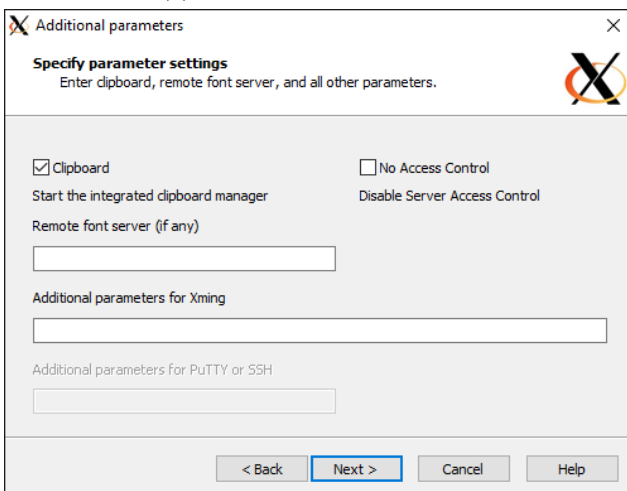 Additional parameters
Specify parameter settings
Enter clipboard, remote font server, and all other parameters.
Clipboard
No Access Control
Start the integrated clipboard manager
Disable Server Access Control
Remote font server (if any)
Additional parameters for Xming
Additional parameters for PuTTY or SSH
< Back
Next >
Cancel
Help